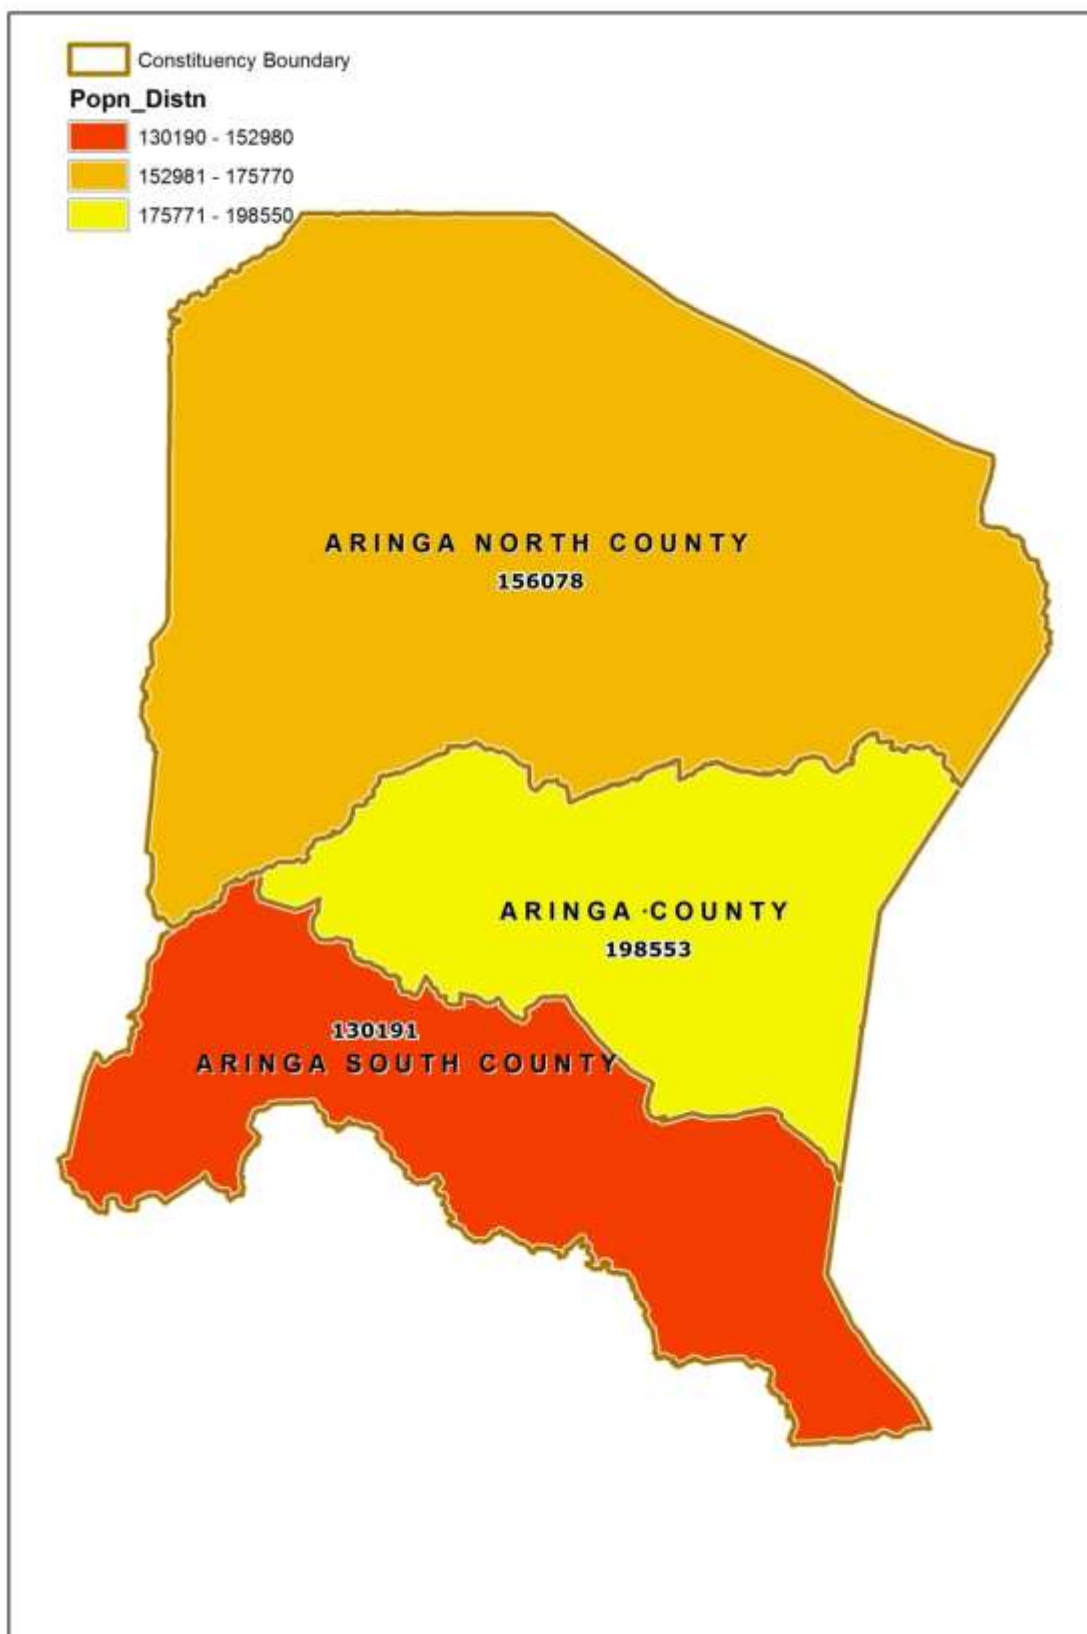 Constituency Boundary
Popn_Distn
130190 - 152980
152981 - 175770
175771 - 198550
ARINGA NORTH COUNTY
156078
ARINGA COUNTY
198553
130191
ARINGA SOUTH COUNTY